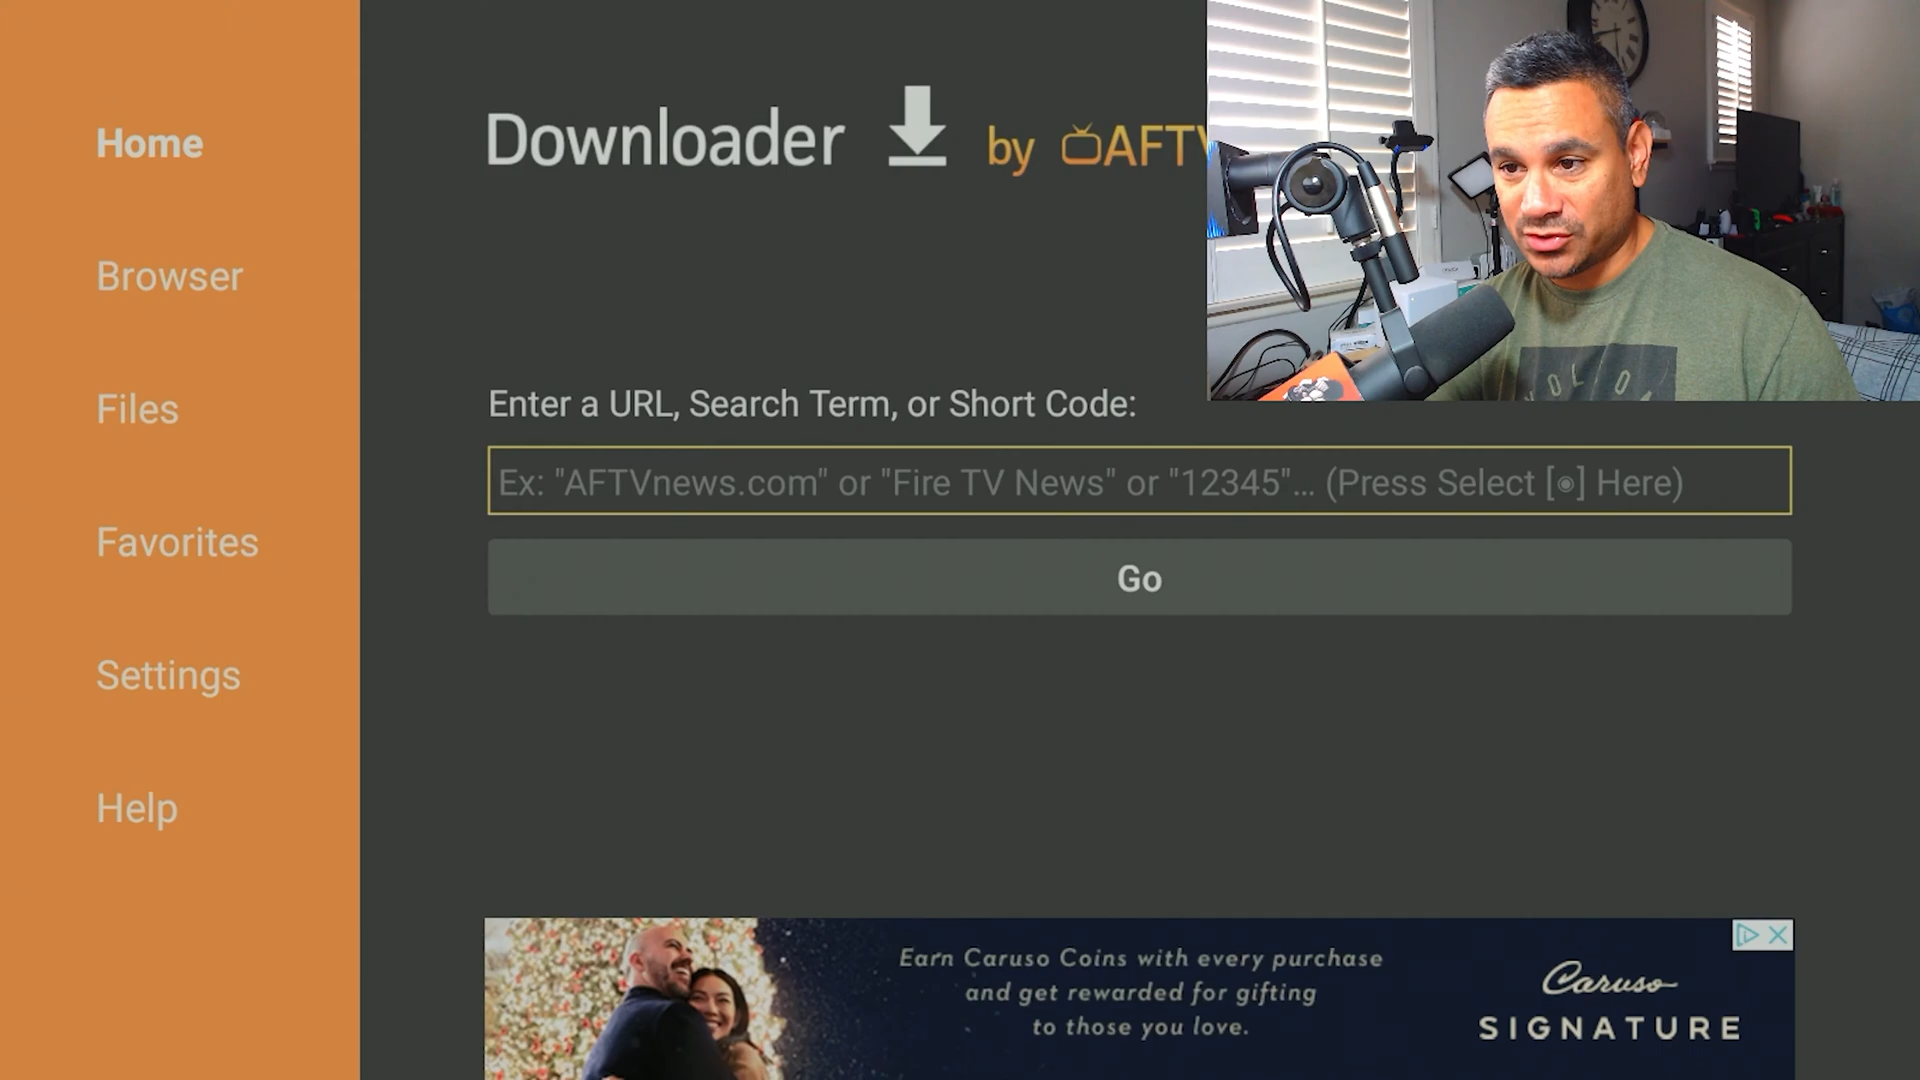 Home
Browser
Files
Favorites
Settings
Help
Downloader
by AFTV
Enter a URL, Search Term, or Short Code:
Ex: "AFTVnews.com" or "Fire TV News" or "12345"... (Press Select [◉] Here)
Go
Earn Caruso Coins with every purchase
and get rewarded for gifting
to those you love.
Caruso
SIGNATURE